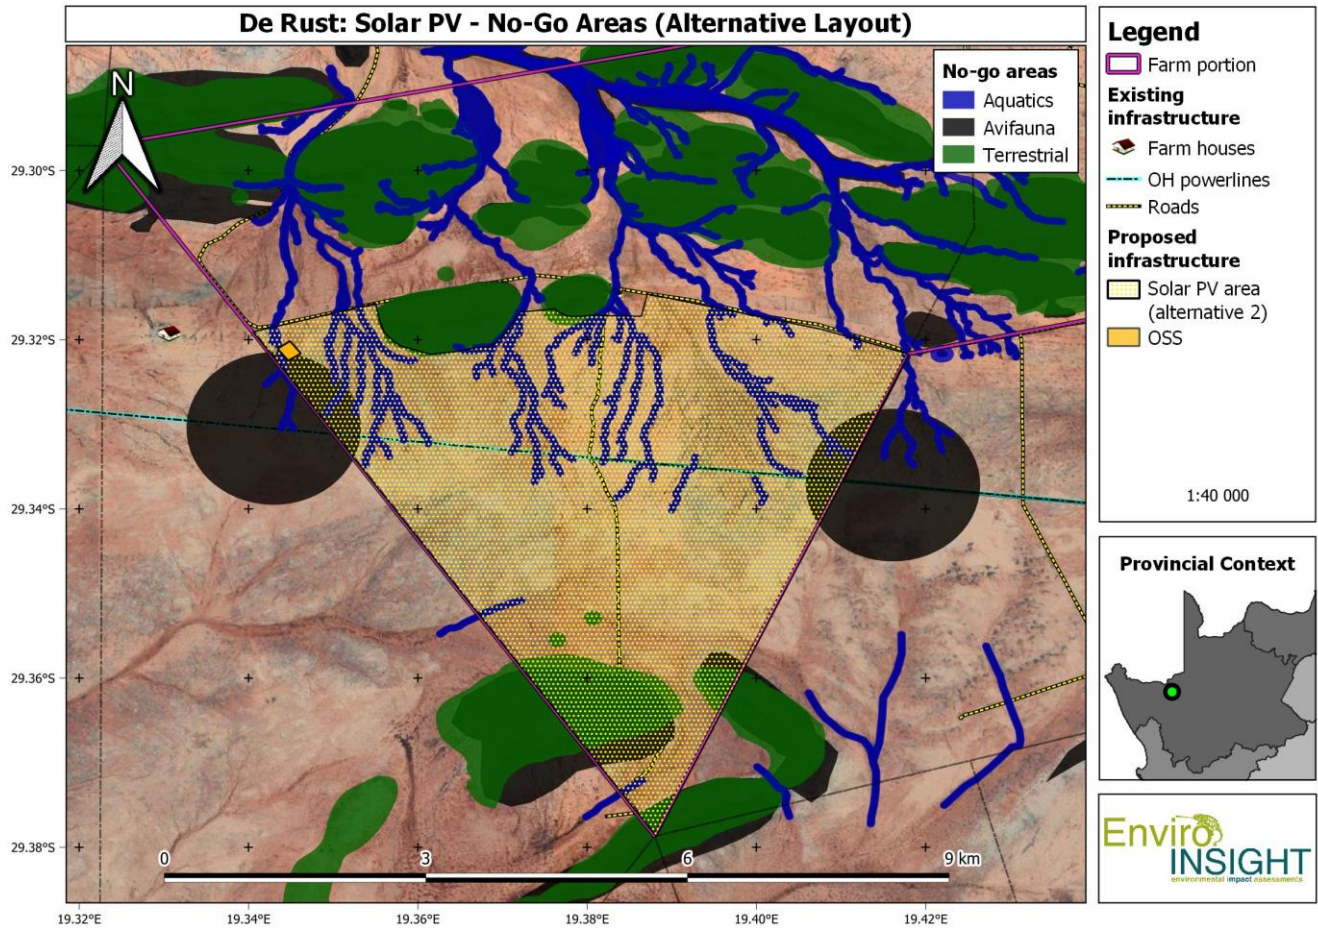 De Rust: Solar PV - No-Go Areas (Alternative Layout)
N
No-go areas
Aquatics
Avifauna
Terrestrial
29.30°S
29.32°S
29.34°S
29.36°S
29.38°S
0
3
6
9 km
19.32°E
19.34°E
19.36°E
19.38°E
19.40°E
19.42°E
Legend
Farm portion
Existing
infrastructure
Farm houses
OH powerlines
Roads
Proposed
infrastructure
Solar PV area
(alternative 2)
OSS
1:40 000
Provincial Context
Enviro
INSIGHT
environmental impact assessments